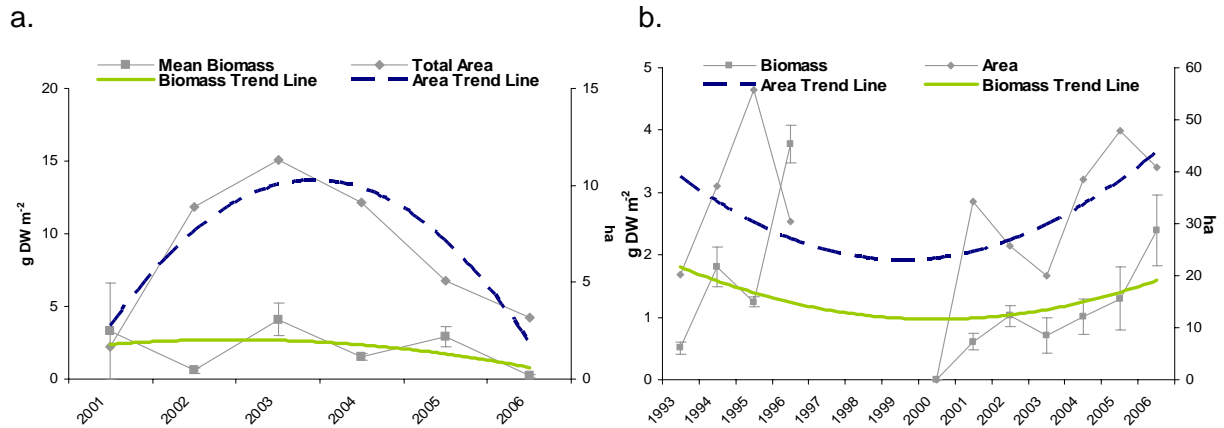 a.
Mean Biomass Total Area
Biomass Trend Line Area Trend Line
20 15
15
10
10
5
5
0 0
g DW m-2
ha
2001 2002 2003 2004 2005 2006
b.
Biomass Area
Area Trend Line Biomass Trend Line
5 60
50
4
40
3
30
2
20
1
10
0 0
g DW m-2
ha
1993 1994 1995 1996 1997 1998 1999 2000 2001 2002 2003 2004 2005 2006